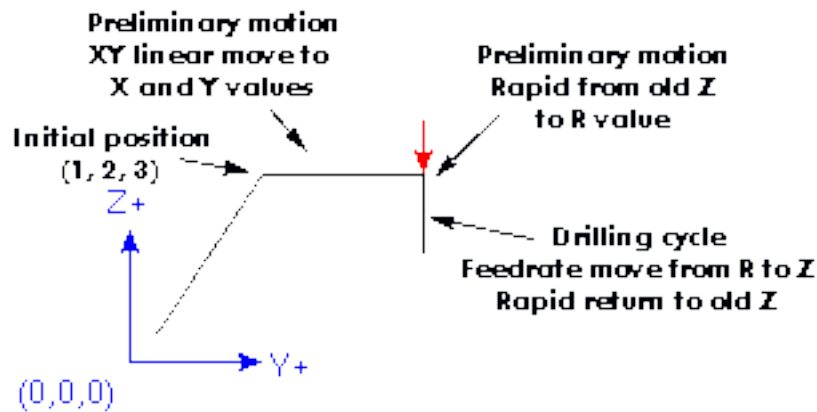 Preliminary motion
XY linear move to
X and Y values
Preliminary motion
Rapid from old Z
to R value
Initial position
(1, 2, 3)
Z+
Drilling cycle
Feedrate move from R to Z
Rapid return to old Z
Y+
(0,0,0)